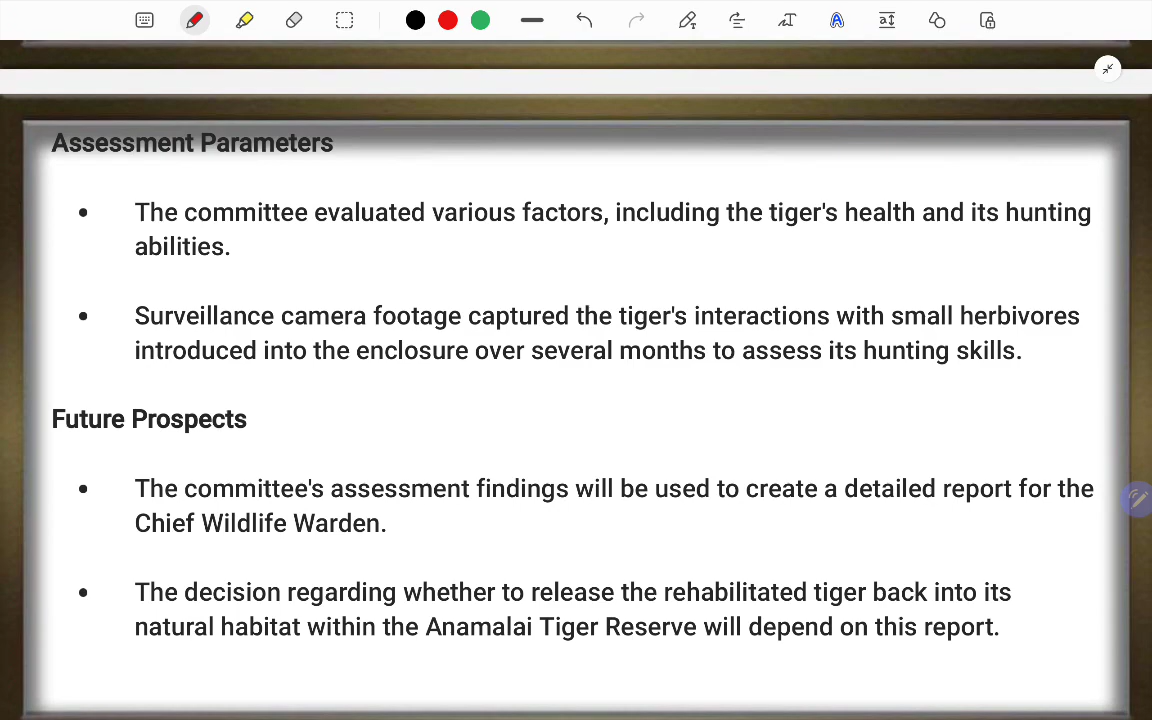 Assessment Parameters
• The committee evaluated various factors, including the tiger's health and its hunting
abilities.
• Surveillance camera footage captured the tiger's interactions with small herbivores
introduced into the enclosure over several months to assess its hunting skills.
Future Prospects
• The committee's assessment findings will be used to create a detailed report for the
Chief Wildlife Warden.
• The decision regarding whether to release the rehabilitated tiger back into its
natural habitat within the Anamalai Tiger Reserve will depend on this report.